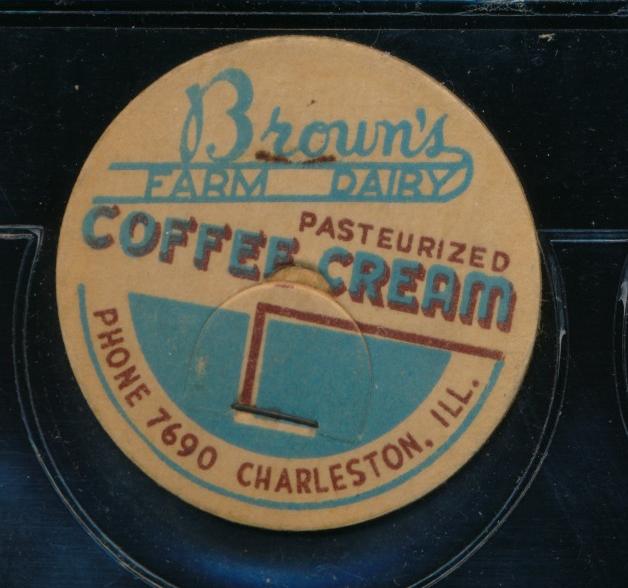 Brown's
FARM DAIRY
PASTEURIZED
COFFEE CREAM
PHONE 7690 CHARLESTON, ILL.